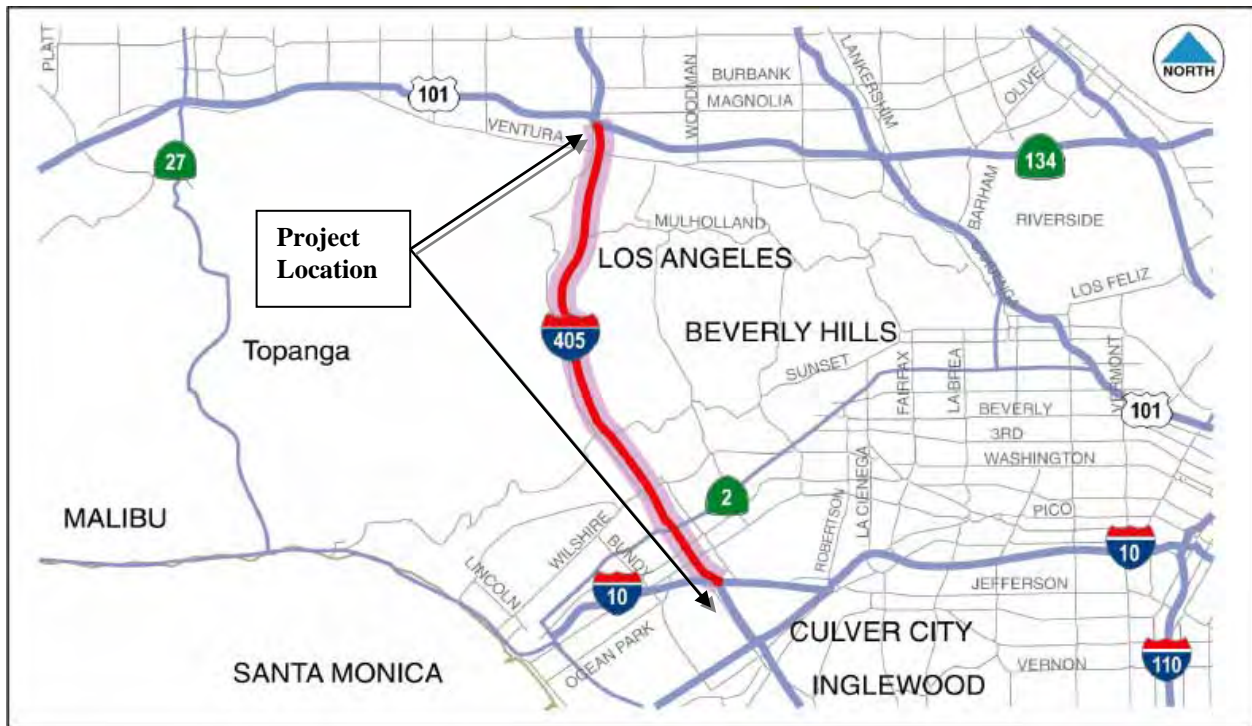 PLATT
101
VENTURA
WOODMAN
BURBANK
MAGNOLIA
LANKERSHIM
OLIVE
NORTH
27
134
BARHAM
RIVERSIDE
Project
Location
MULHOLLAND
LOS ANGELES
CAHUENGA
LOS FELIZ
405
BEVERLY HILLS
Topanga
SUNSET
FAIRFAX
LA BREA
VERMONT
BEVERLY
101
3RD
WASHINGTON
2
MALIBU
WILSHIRE
BUNDY
ROBERTSON
LA CIENEGA
PICO
10
LINCOLN
10
JEFFERSON
OCEAN PARK
CULVER CITY
SANTA MONICA
INGLEWOOD
VERNON
110